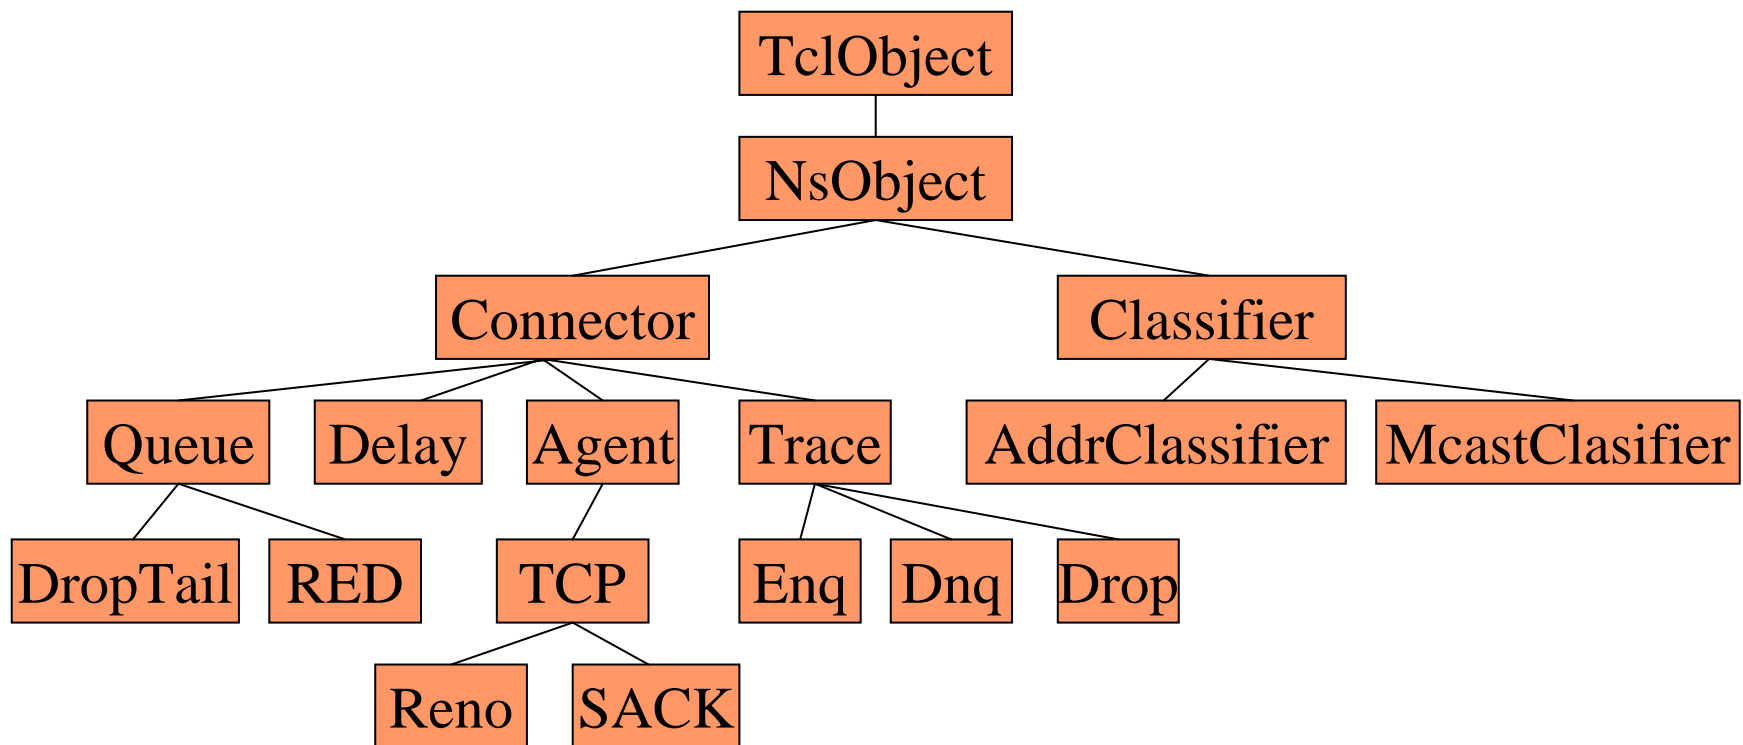 TclObject
NsObject
Connector
Classifier
Queue
Delay
Agent
Trace
AddrClassifier
McastClasifier
DropTail
RED
TCP
Enq
Dnq
Drop
Reno
SACK